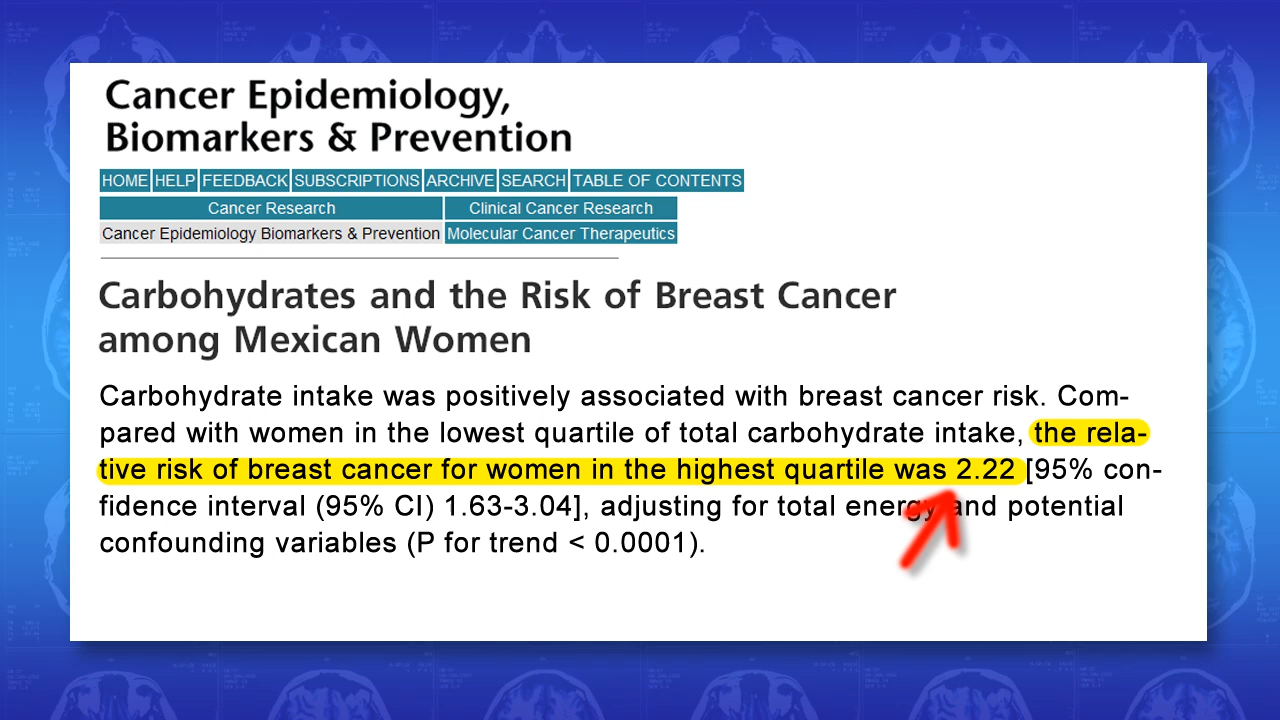 Cancer Epidemiology,
Biomarkers & Prevention
HOME HELP FEEDBACK SUBSCRIPTIONS ARCHIVE SEARCH TABLE OF CONTENTS
Cancer Research Clinical Cancer Research
Cancer Epidemiology Biomarkers & Prevention Molecular Cancer Therapeutics
Carbohydrates and the Risk of Breast Cancer
among Mexican Women
Carbohydrate intake was positively associated with breast cancer risk. Com-
pared with women in the lowest quartile of total carbohydrate intake, the rela-
tive risk of breast cancer for women in the highest quartile was 2.22 [95% con-
fidence interval (95% CI) 1.63-3.04], adjusting for total energy and potential
confounding variables (P for trend < 0.0001).